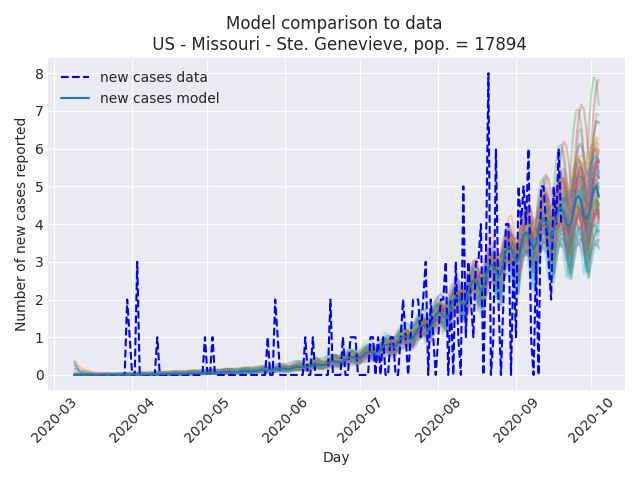 Model comparison to data
US - Missouri - Ste. Genevieve, pop. = 17894
new cases data
new cases model
Number of new cases reported
8
7
6
5
4
3
2
1
0
2020-03
2020-04
2020-05
2020-06
2020-07
2020-08
2020-09
2020-10
Day